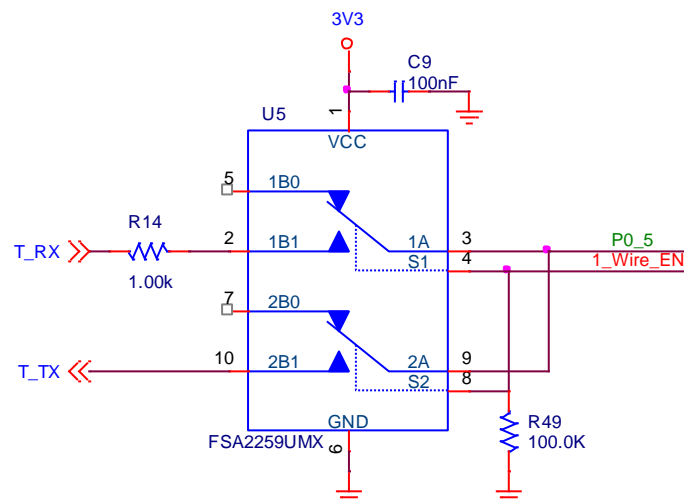 3V3
C9
100nF
U5
1
VCC
5
1B0
R14
T_RX
1.00k
2
1B1
1A
3
P0_5
S1
4
1_Wire_EN
7
2B0
T_TX
10
2B1
2A
9
S2
8
GND
6
FSA2259UMX
R49
100.0K